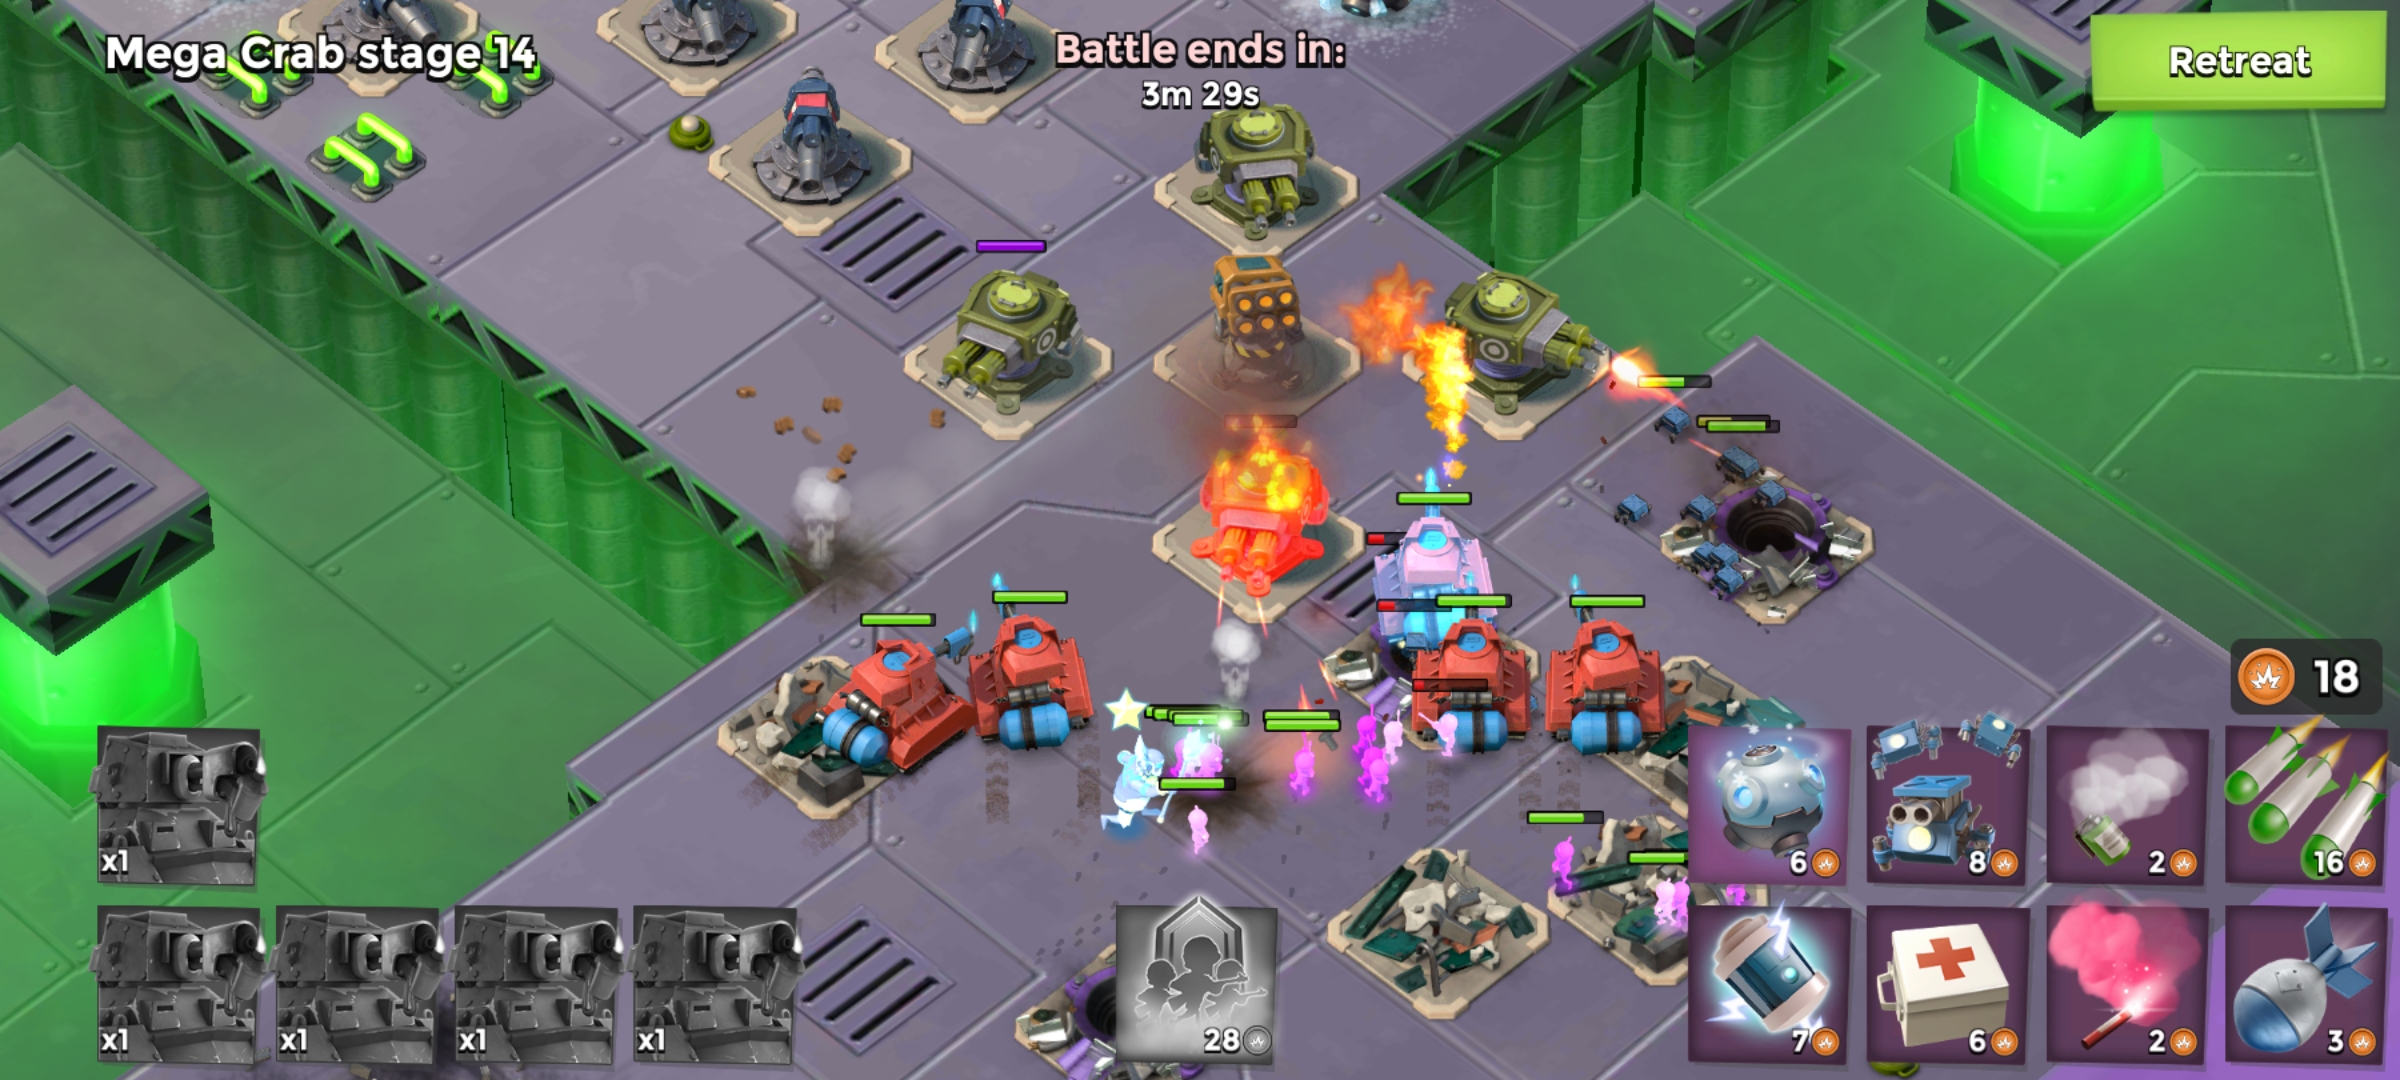 Mega Crab stage 14
Battle ends in:
3m 29s
Retreat
18
6
8
2
16
7
6
2
3
x1
x1
x1
x1
x1
28